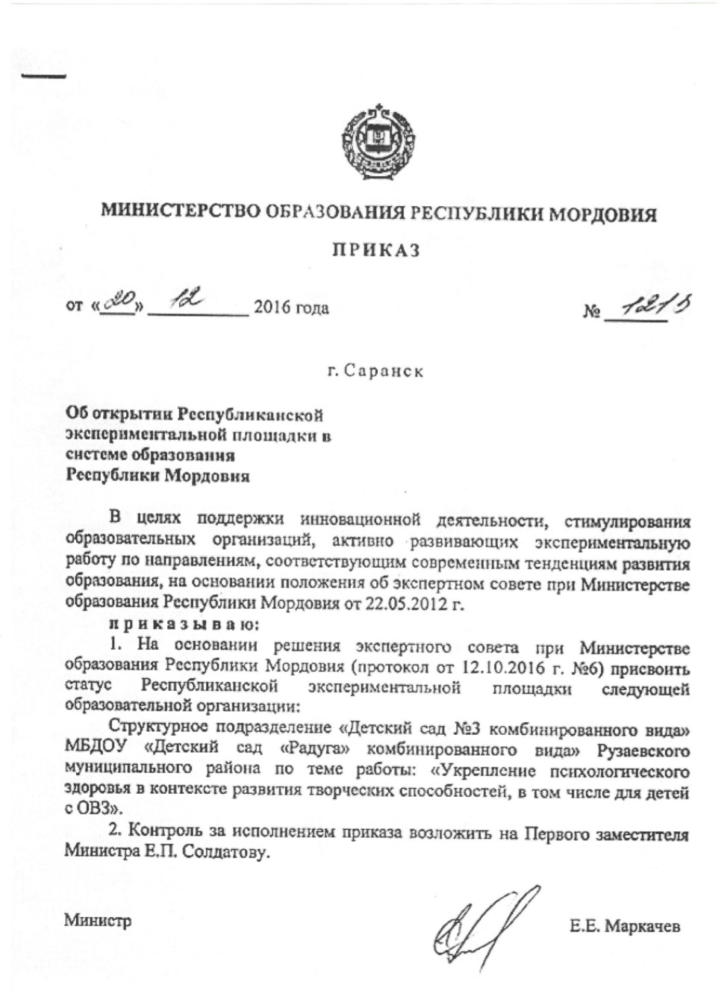 МИНИСТЕРСТВО ОБРАЗОВАНИЯ РЕСПУБЛИКИ МОРДОВИЯ
ПРИКАЗ
от «20» 12 2016 года
№
г. Саранск
Об открытии Республиканской
экспериментальной площадки в
системе образования
Республики Мордовия
В целях поддержки инновационной деятельности, стимулирования
образовательных организаций, активно развивающих экспериментальную
работу по направлениям, соответствующим современным тенденциям развития
образования, на основании положения об экспертном совете при Министерстве
образования Республики Мордовия от 22.05.2012 г.
приказываю:
1. На основании решения экспертного совета при Министерстве
образования Республики Мордовия (протокол от 12.10.2016 г. №6) присвоить
статус Республиканской экспериментальной площадки следующей
образовательной организации:
Структурное подразделение «Детский сад №3 комбинированного вида»
МБДОУ «Детский сад «Радуга» комбинированного вида» Рузаевского
муниципального района по теме работы: «Укрепление психологического
здоровья в контексте развития творческих способностей, в том числе для детей
с ОВЗ».
2. Контроль за исполнением приказа возложить на Первого заместителя
Министра Е.П. Солдатову.
Министр
Е.Е. Маркачев